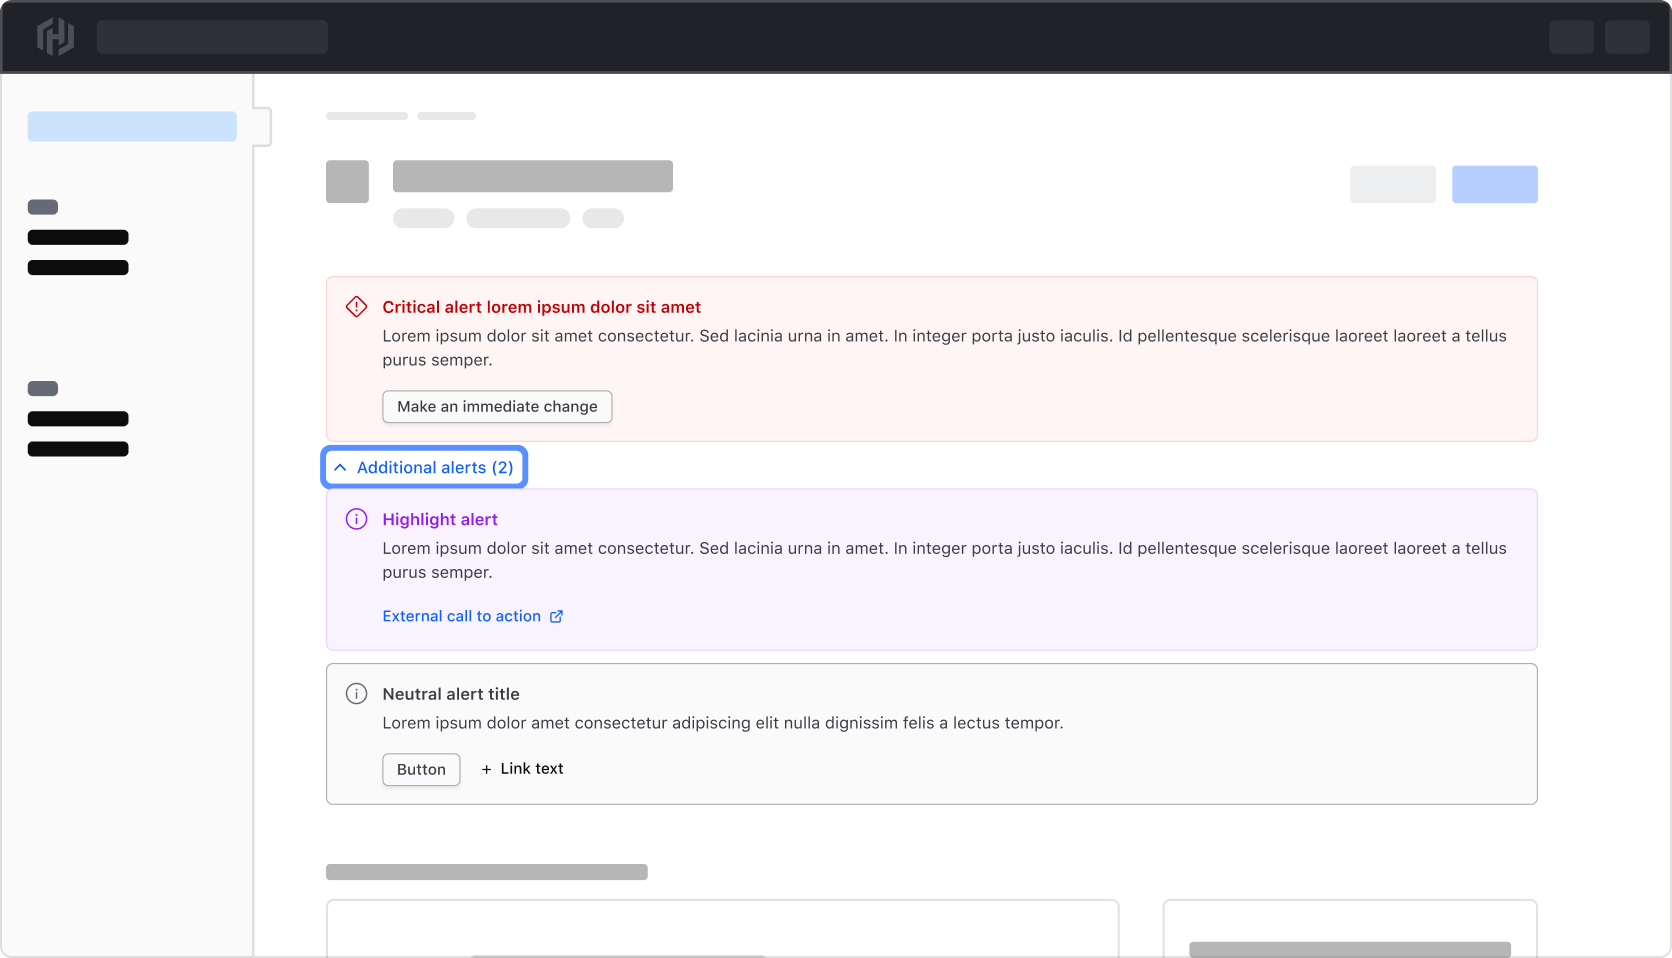 Critical alert lorem ipsum dolor sit amet
Lorem ipsum dolor sit amet consectetur. Sed lacinia urna in amet. In integer porta justo iaculis. Id pellentesque scelerisque laoreet laoreet a tellus
purus semper.
Make an immediate change
Additional alerts (2)
Highlight alert
Lorem ipsum dolor sit amet consectetur. Sed lacinia urna in amet. In integer porta justo iaculis. Id pellentesque scelerisque laoreet laoreet a tellus
purus semper.
External call to action
Neutral alert title
Lorem ipsum dolor amet consectetur adipiscing elit nulla dignissim felis a lectus tempor.
Button + Link text